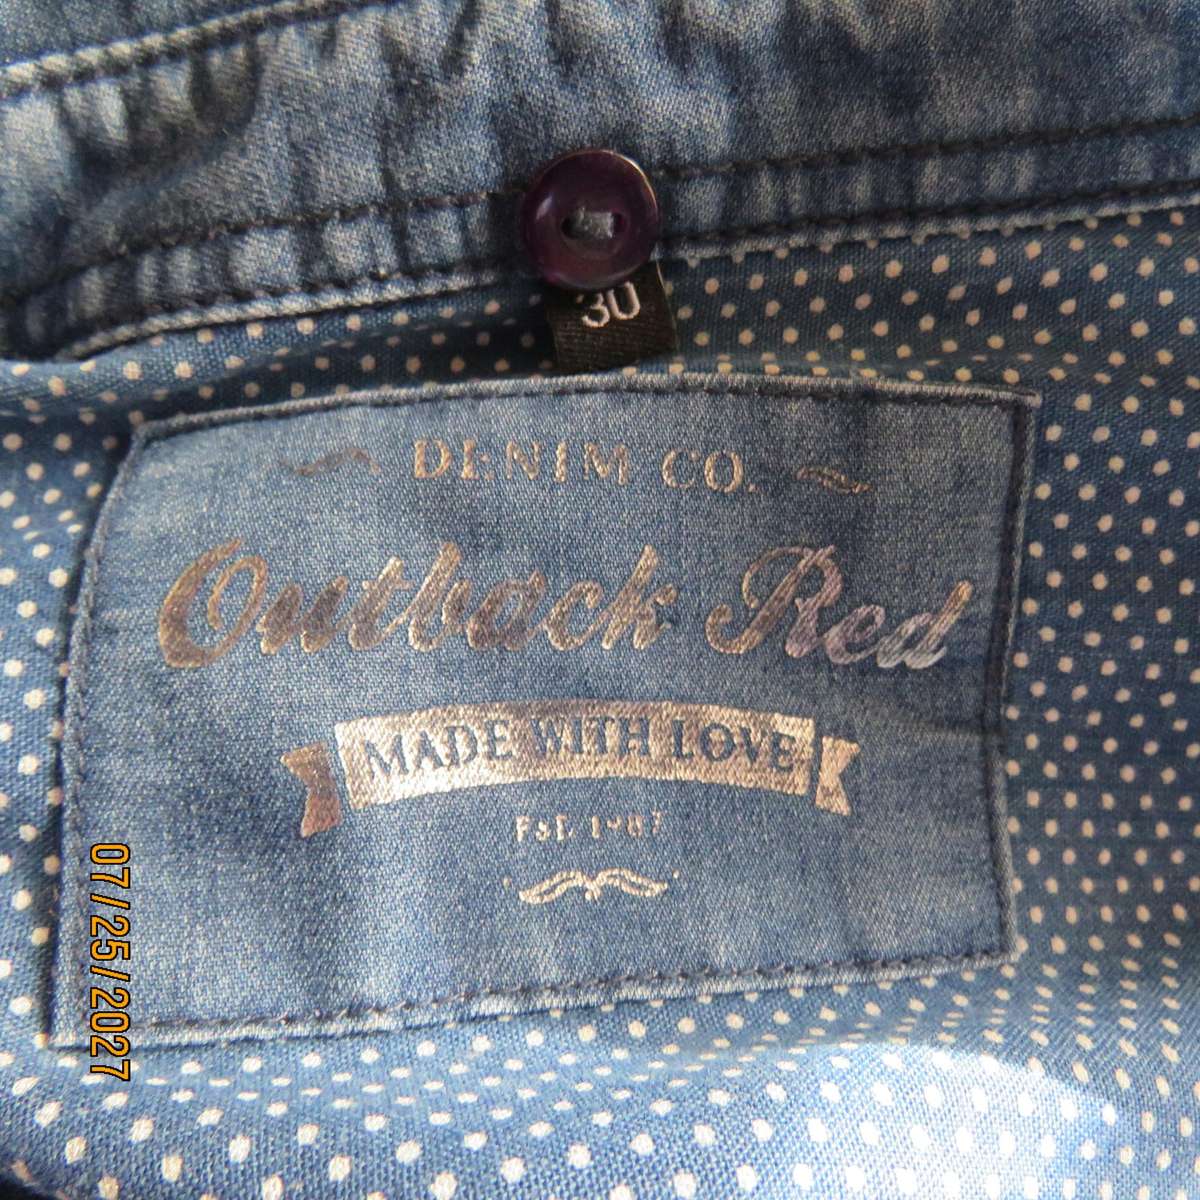 30
DENIM CO.
Outback Red
MADE WITH LOVE
07/25/2027